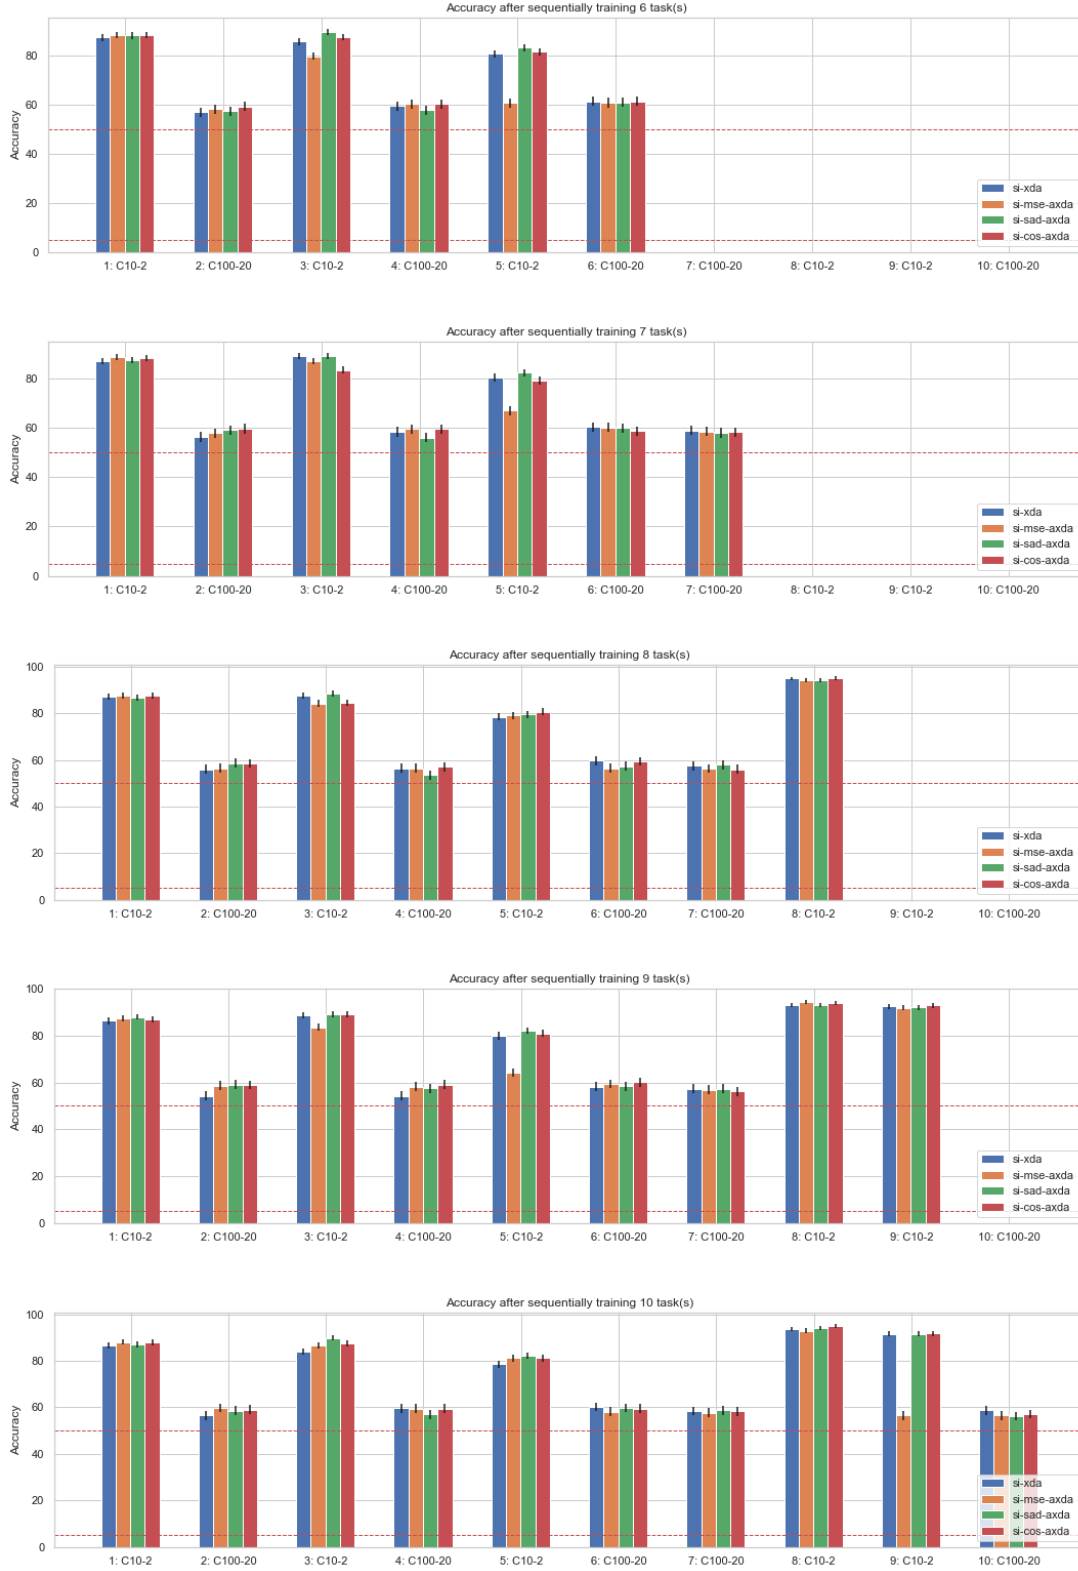 Accuracy after sequentially training 6 task(s)
80
60
40
20
0
Accuracy
si-xda
si-mse-axda
si-sad-axda
si-cos-axda
1: C10-2 2: C100-20 3: C10-2 4: C100-20 5: C10-2 6: C100-20 7: C100-20 8: C10-2 9: C10-2 10: C100-20
Accuracy after sequentially training 7 task(s)
80
60
40
20
0
Accuracy
si-xda
si-mse-axda
si-sad-axda
si-cos-axda
1: C10-2 2: C100-20 3: C10-2 4: C100-20 5: C10-2 6: C100-20 7: C100-20 8: C10-2 9: C10-2 10: C100-20
Accuracy after sequentially training 8 task(s)
100
80
60
40
20
0
Accuracy
si-xda
si-mse-axda
si-sad-axda
si-cos-axda
1: C10-2 2: C100-20 3: C10-2 4: C100-20 5: C10-2 6: C100-20 7: C100-20 8: C10-2 9: C10-2 10: C100-20
Accuracy after sequentially training 9 task(s)
100
80
60
40
20
0
Accuracy
si-xda
si-mse-axda
si-sad-axda
si-cos-axda
1: C10-2 2: C100-20 3: C10-2 4: C100-20 5: C10-2 6: C100-20 7: C100-20 8: C10-2 9: C10-2 10: C100-20
Accuracy after sequentially training 10 task(s)
100
80
60
40
20
0
Accuracy
si-xda
si-mse-axda
si-sad-axda
si-cos-axda
1: C10-2 2: C100-20 3: C10-2 4: C100-20 5: C10-2 6: C100-20 7: C100-20 8: C10-2 9: C10-2 10: C100-20